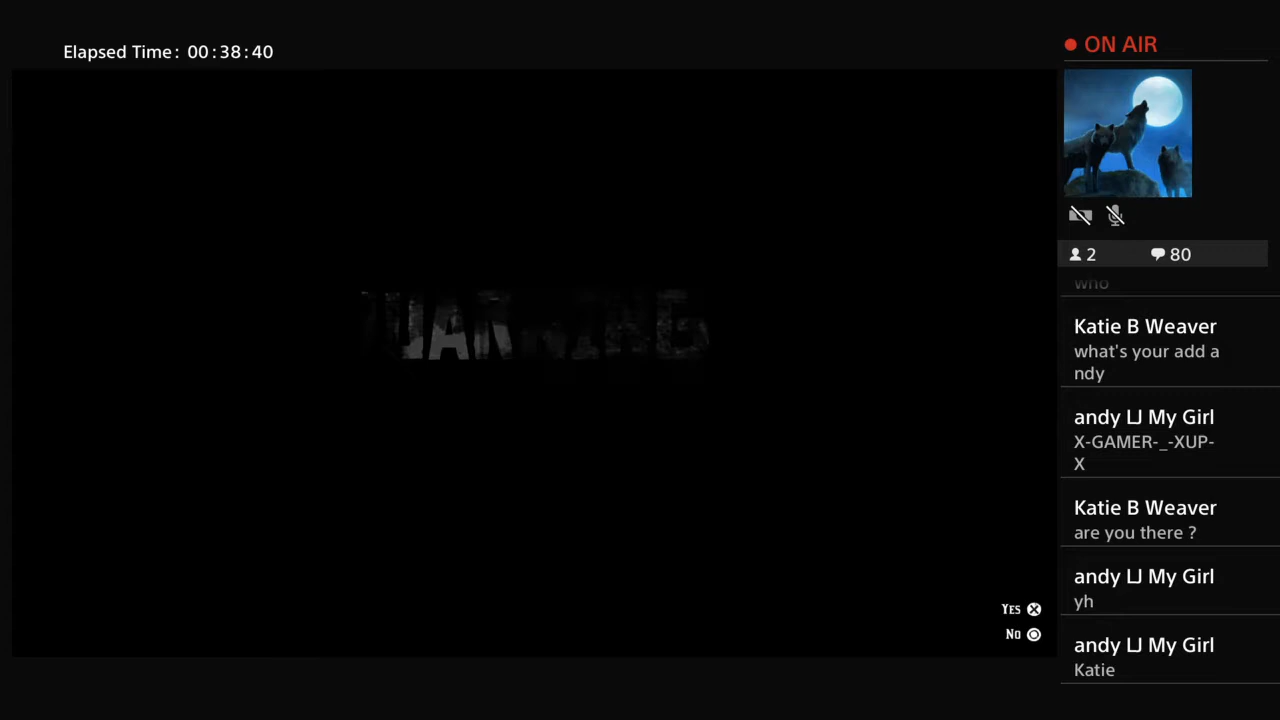 Elapsed Time: 00:38:40
ON AIR
2
80
who
Katie B Weaver
what's your add a
ndy
andy LJ My Girl
X-GAMER-_-XUP-
X
Katie B Weaver
are you there ?
andy LJ My Girl
yh
andy LJ My Girl
Katie
Yes
No